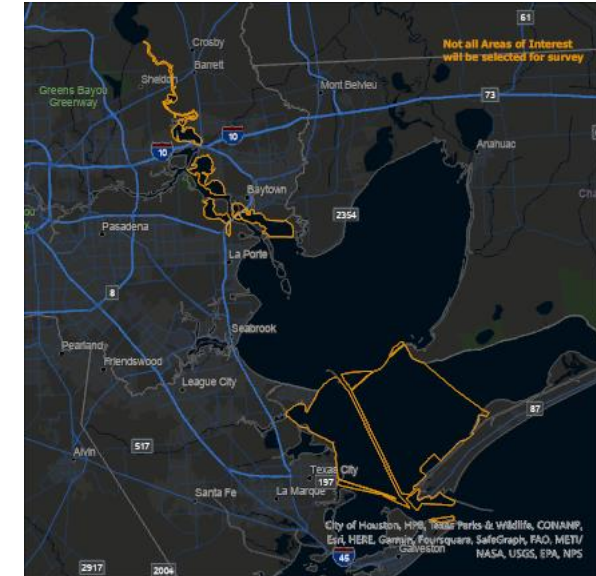 61
Crosby
Barrett
Not all Areas of Interest
will be selected for survey
Sheldon
Greens Bayou
Greenway
Mont Belvieu
73
10
10
Anahuac
Baytown
2354
Pasadena
La Porte
8
Seabrook
Pearland
Friendswood
League City
87
517
Alvin
Texas City
197
Santa Fe
La Marque
City of Houston, HPB, Texas Parks & Wildlife, CONANP,
Esri, HERE, Garmin, Foursquare, SafeGraph, FAO, METI/
NASA, USGS, EPA, NPS
Galveston
45
2917
2004